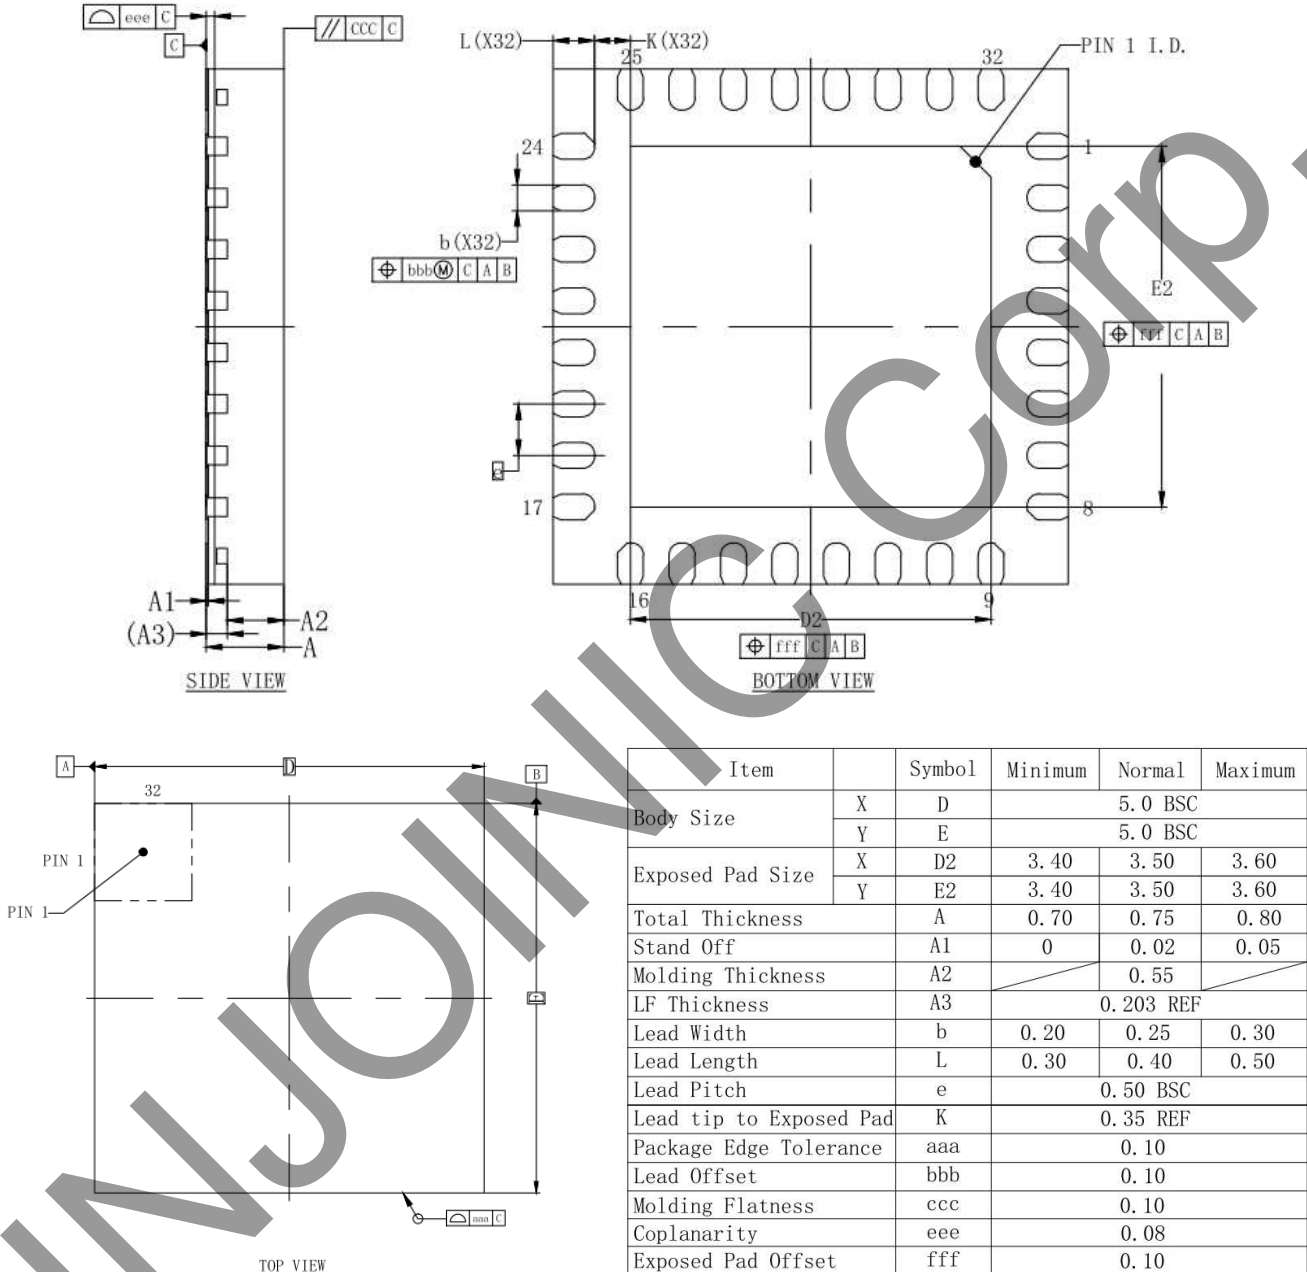 eee C
C
// CCC C
A1
(A3)
A2
A
SIDE VIEW
L(X32)
K(X32)
25
32
PIN 1 I.D.
24
1
b(X32)
bbbⓂ C A B
E2
fff C A B
e
17
8
16
9
D2
fff C A B
BOTTOM VIEW
A
D
B
32
PIN 1
PIN 1
E
aaa C
TOP VIEW
Item Symbol Minimum Normal Maximum
Body Size X D 5.0 BSC
Y E 5.0 BSC
Exposed Pad Size X D2 3.40 3.50 3.60
Y E2 3.40 3.50 3.60
Total Thickness A 0.70 0.75 0.80
Stand Off A1 0 0.02 0.05
Molding Thickness A2 0.55
LF Thickness A3 0.203 REF
Lead Width b 0.20 0.25 0.30
Lead Length L 0.30 0.40 0.50
Lead Pitch e 0.50 BSC
Lead tip to Exposed Pad K 0.35 REF
Package Edge Tolerance aaa 0.10
Lead Offset bbb 0.10
Molding Flatness ccc 0.10
Coplanarity eee 0.08
Exposed Pad Offset fff 0.10
INJOINIC Corp.